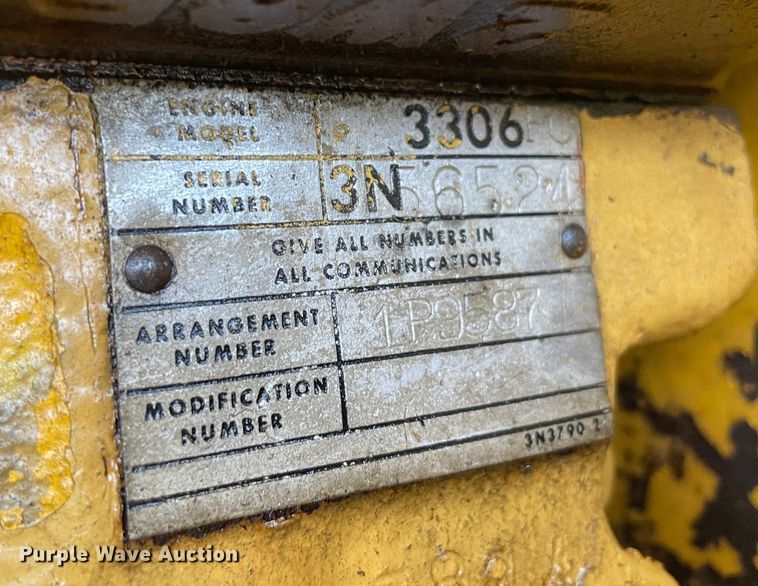 ENGINE
MODEL 3306PC
SERIAL
NUMBER 3N56524
GIVE ALL NUMBERS IN
ALL COMMUNICATIONS
ARRANGEMENT
NUMBER 1P9587
MODIFICATION
NUMBER
3N3790 2
Purple Wave Auction